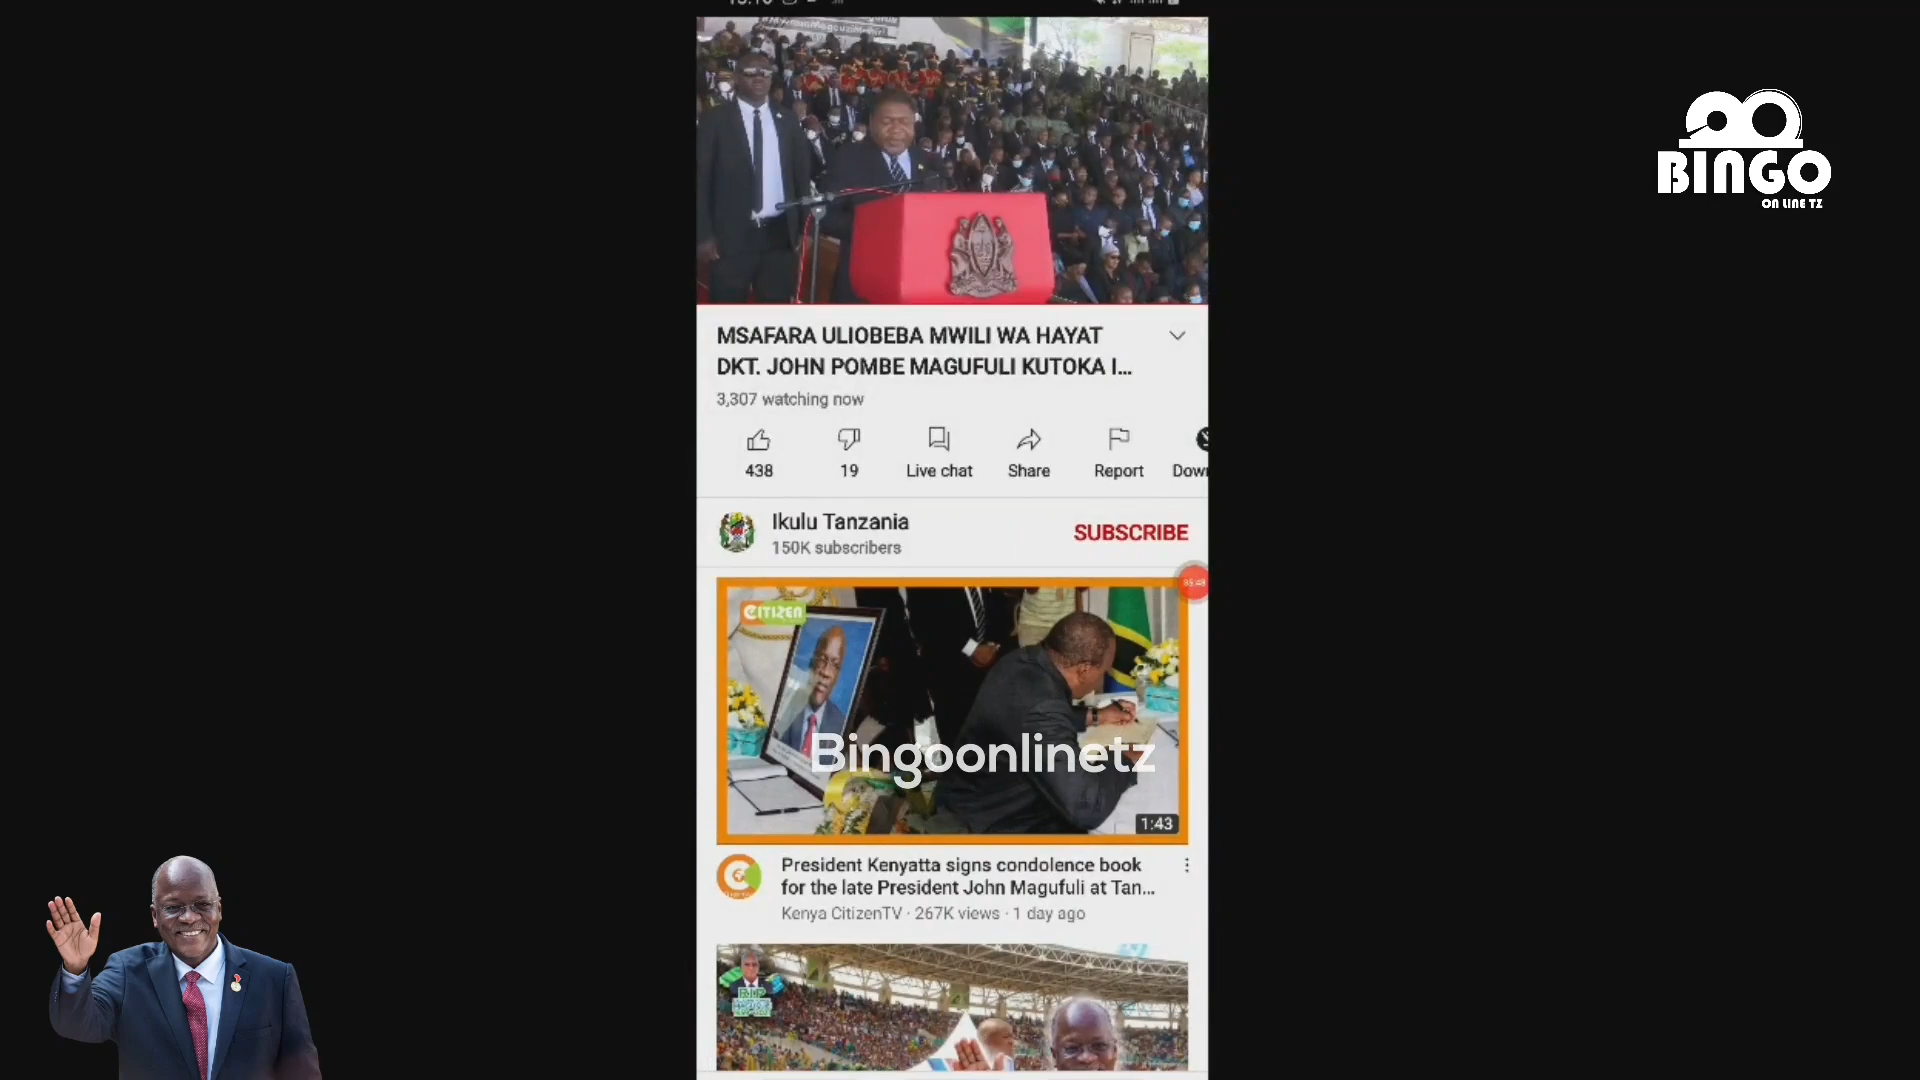 BINGO
ON LINE TZ
MSAFARA ULIOBEBA MWILI WA HAYAT
DKT. JOHN POMBE MAGUFULI KUTOKA I...
3,307 watching now
438
19
Live chat
Share
Report
Down
Ikulu Tanzania
150K subscribers
SUBSCRIBE
CITIZEN
Bingoonlinetz
1:43
President Kenyatta signs condolence book
for the late President John Magufuli at Tan...
Kenya CitizenTV · 267K views · 1 day ago
R.I.P